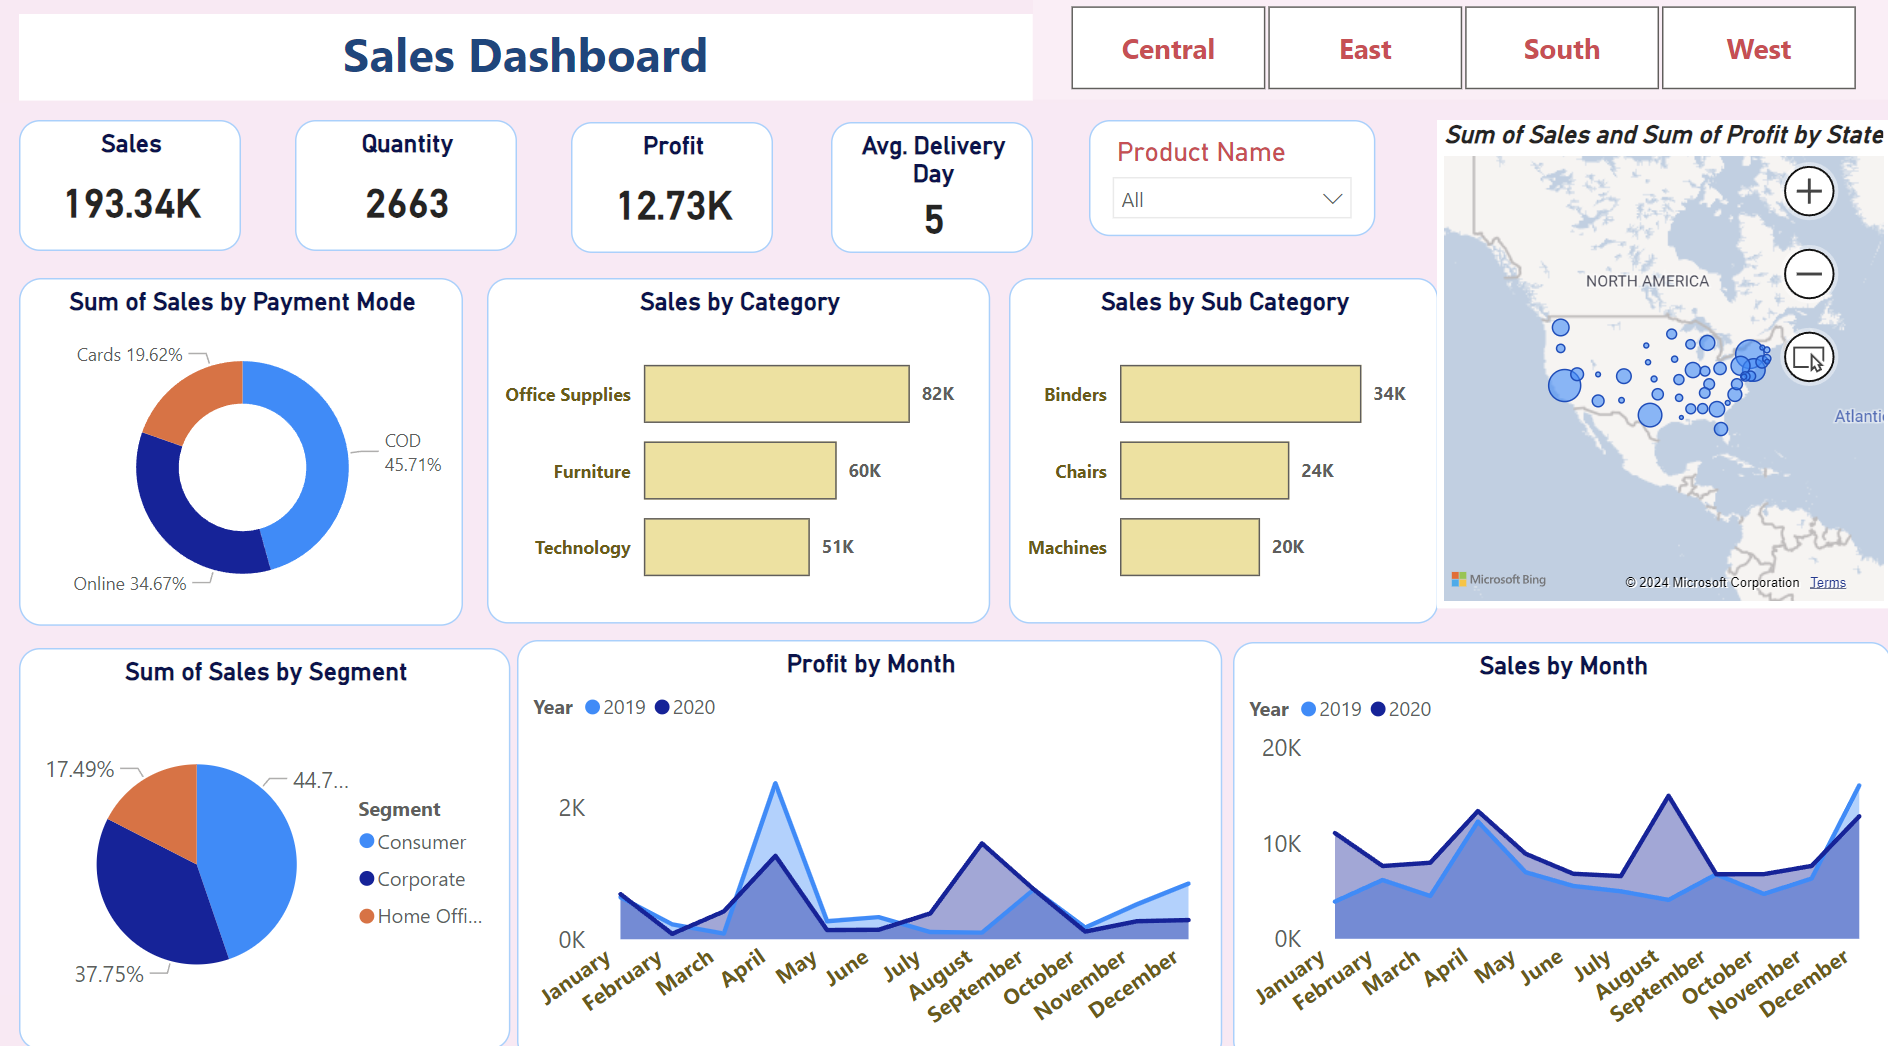 Sales Dashboard
Central
East
South
West
Sales
193.34K
Quantity
2663
Profit
12.73K
Avg. Delivery
Day
5
Product Name
All
Sum of Sales and Sum of Profit by State
NORTH AMERICA
Atlanti
Microsoft Bing
© 2024 Microsoft Corporation Terms
Sum of Sales by Payment Mode
Cards 19.62%
COD
45.71%
Online 34.67%
Sales by Category
Office Supplies 82K
Furniture 60K
Technology 51K
Sales by Sub Category
Binders 34K
Chairs 24K
Machines 20K
Sum of Sales by Segment
17.49%
44.7...
37.75%
Segment
Consumer
Corporate
Home Offi...
Profit by Month
Year 2019 2020
2K
0K
January
February
March
April
May
June
July
August
September
October
November
December
Sales by Month
Year 2019 2020
20K
10K
0K
January
February
March
April
May
June
July
August
September
October
November
December